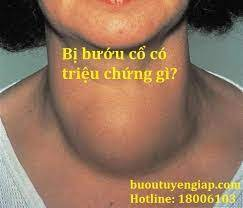 Bị bướu cổ có
triệu chứng gì?
buoutuyengiap.com
Hotline: 18006103